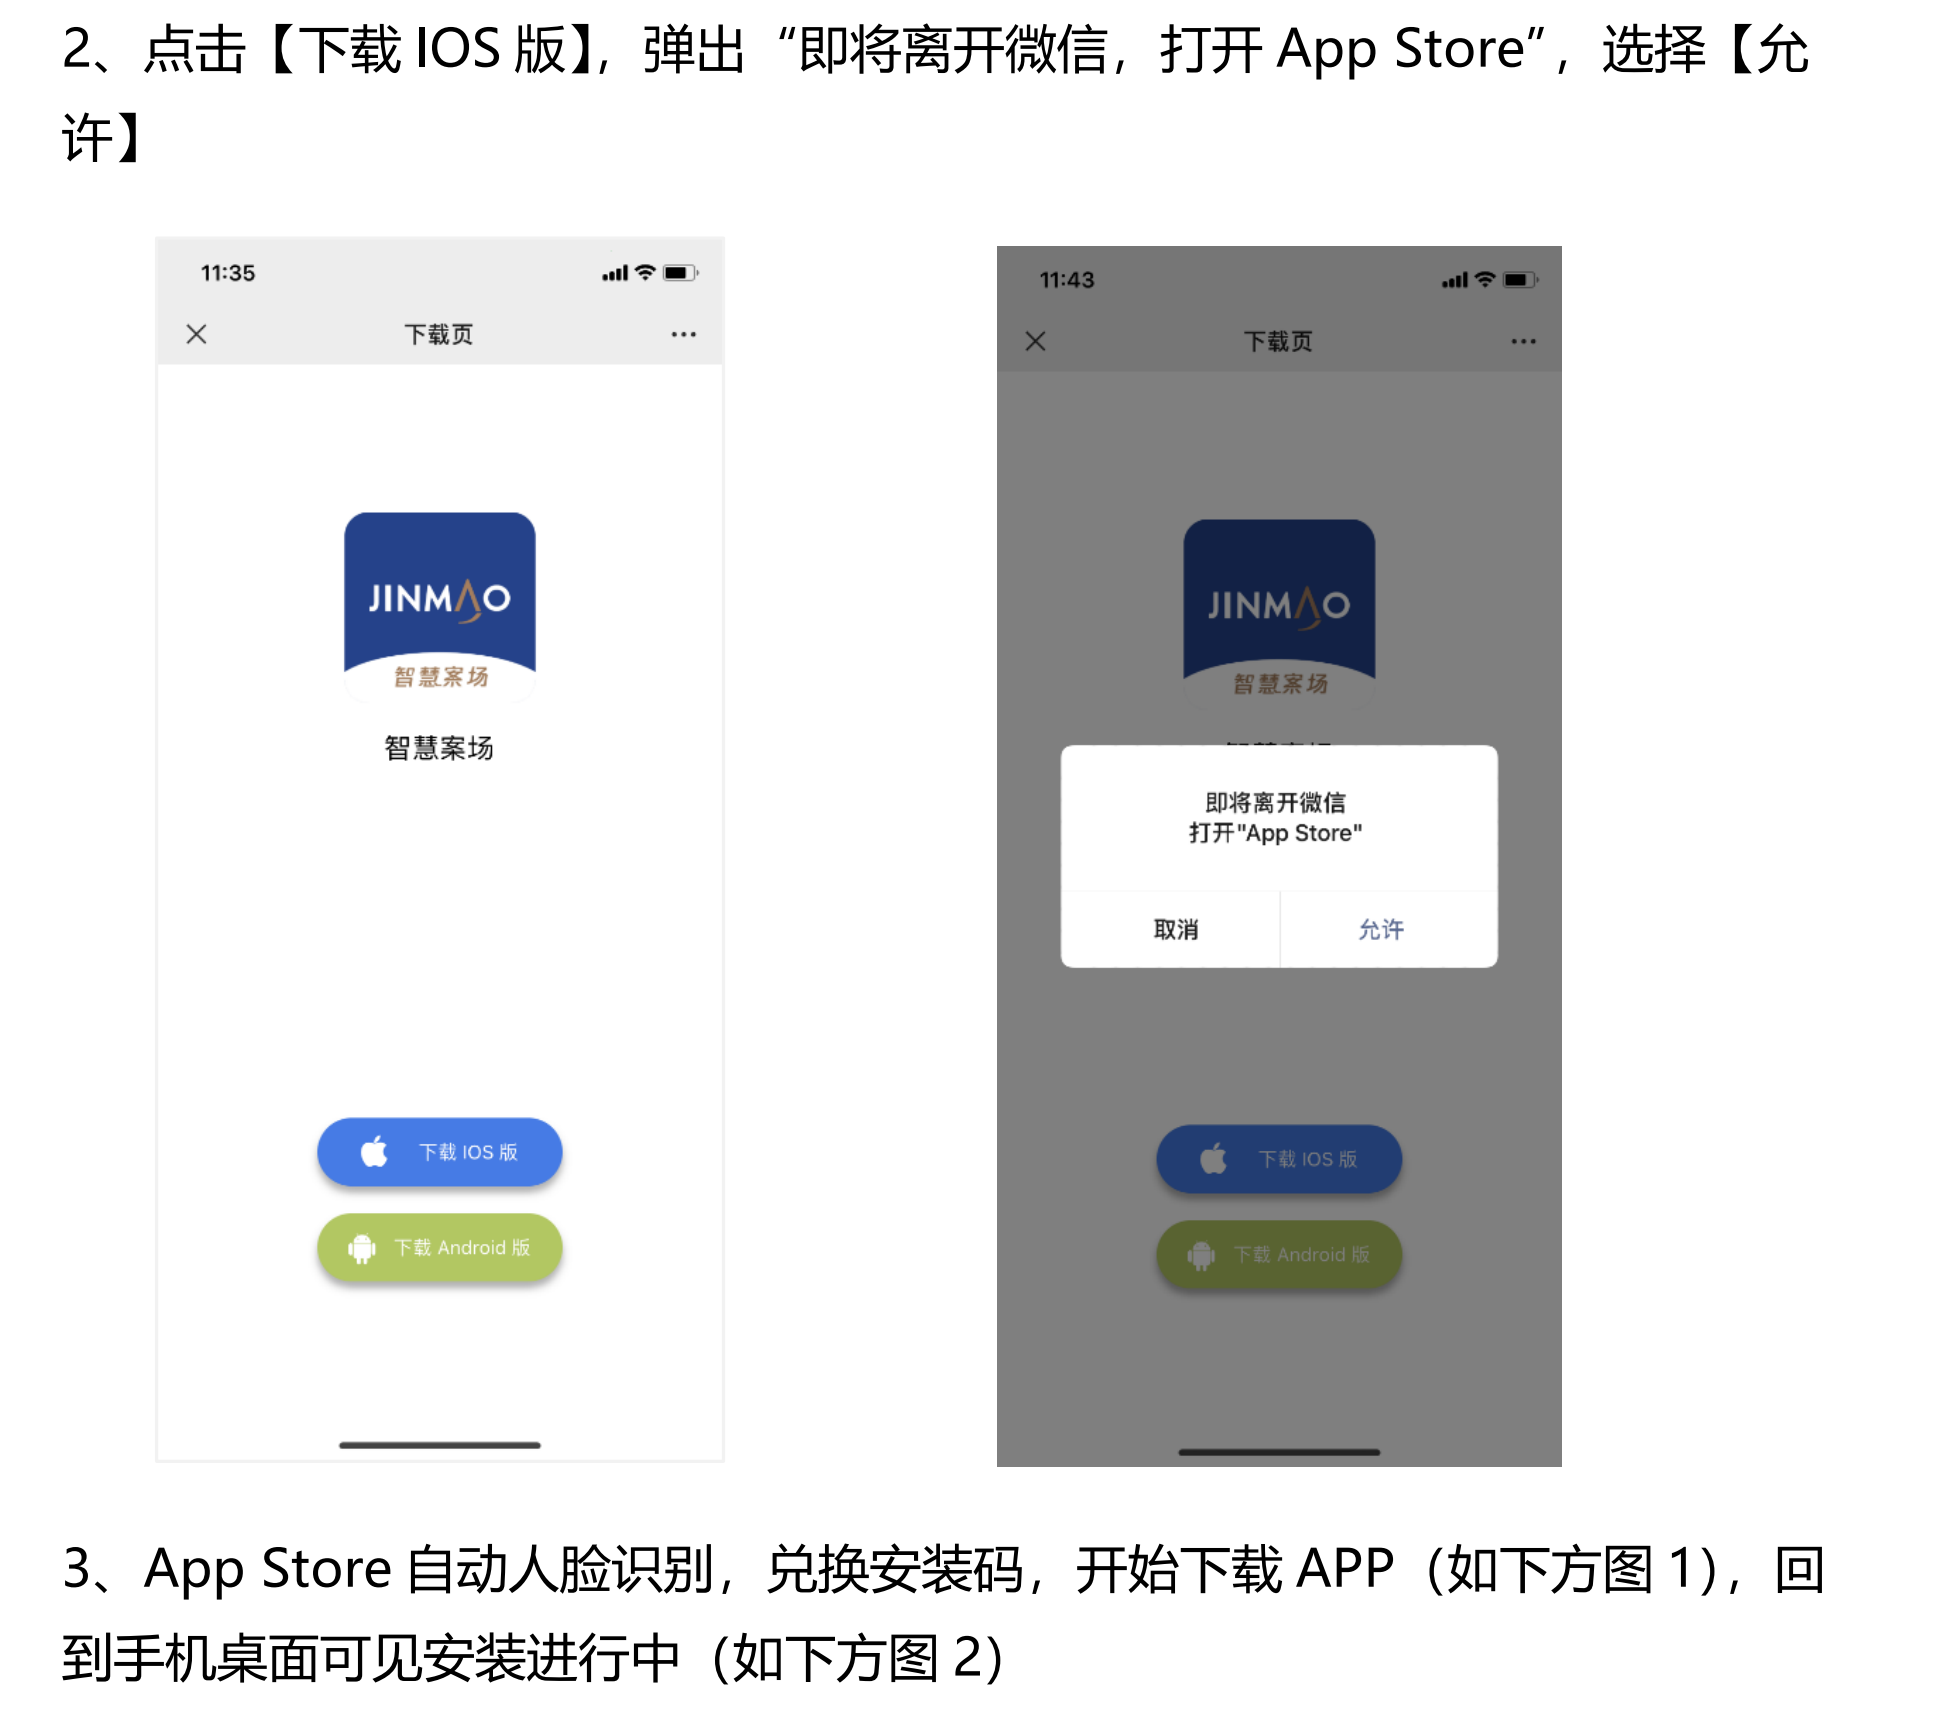 2、点击【下载 IOS 版】，弹出“即将离开微信，打开 App Store”，选择【允
许】
11:35
下载页
JINMAO
智慧案场
智慧案场
下载 IOS 版
下载 Android 版
11:43
下载页
JINMAO
智慧案场
即将离开微信
打开"App Store"
取消
允许
下载 IOS 版
下载 Android 版
3、App Store 自动人脸识别，兑换安装码，开始下载 APP（如下方图 1），回
到手机桌面可见安装进行中（如下方图 2）